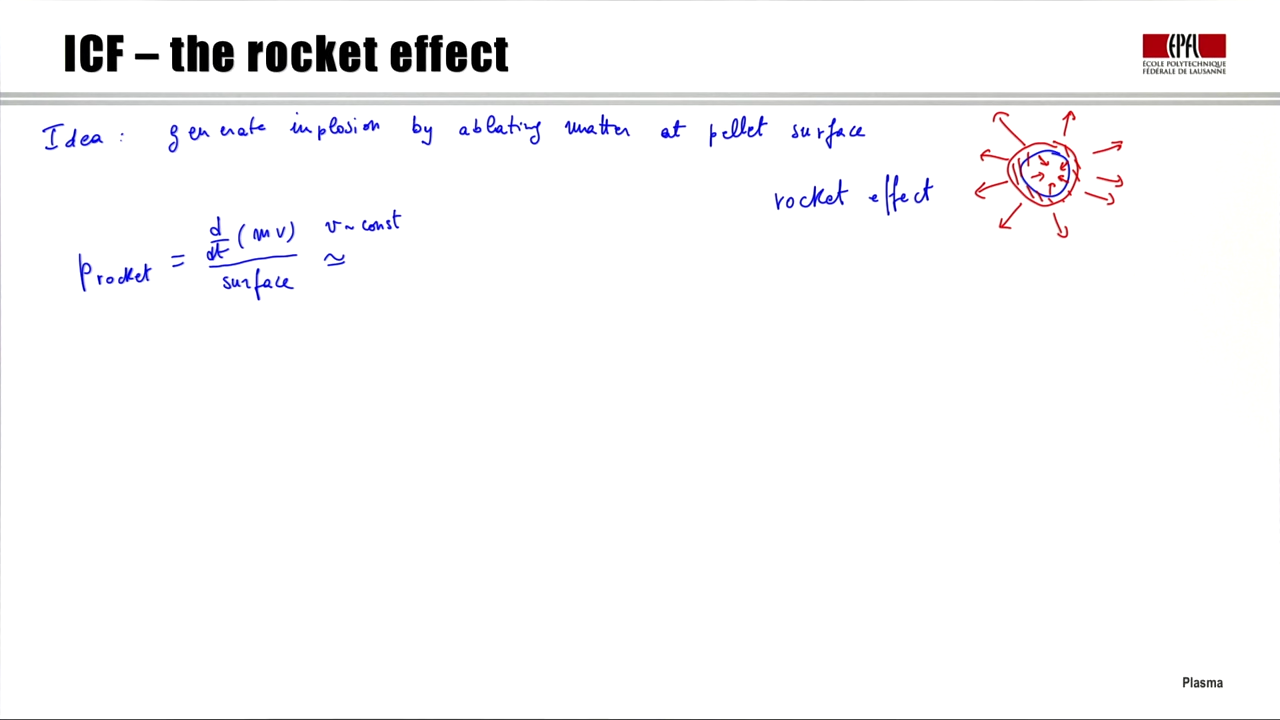 ICF – the rocket effect
EPFL
ÉCOLE POLYTECHNIQUE
FÉDÉRALE DE LAUSANNE
Idea : generate implosion by ablating matter at pellet surface
rocket effect
p_rocket = d/dt (mv) / surface ≃
v ~ const
Plasma